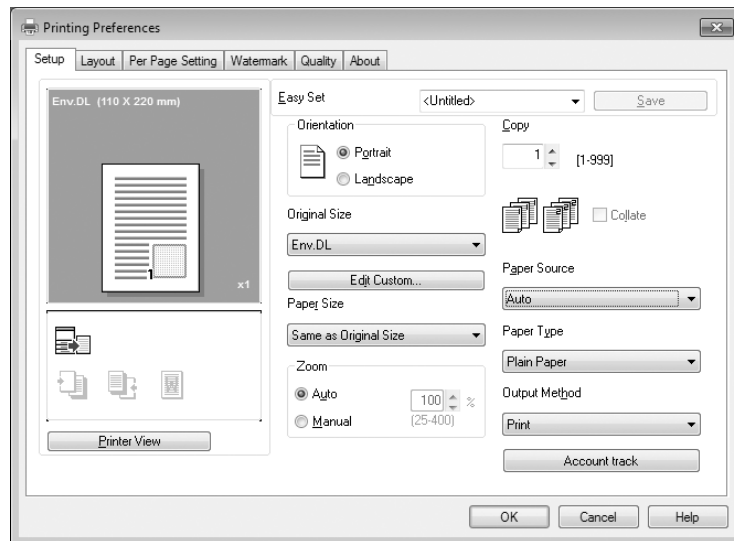 Printing Preferences
Setup Layout Per Page Setting Watermark Quality About
Env.DL (110 X 220 mm)
1
x1
Printer View
Easy Set <Untitled> Save
Orientation
Portrait
Landscape
Original Size
Env.DL
Edit Custom...
Paper Size
Same as Original Size
Zoom
Auto
Manual
100 %
(25-400)
Copy
1 [1-999]
Collate
Paper Source
Auto
Paper Type
Plain Paper
Output Method
Print
Account track
OK Cancel Help